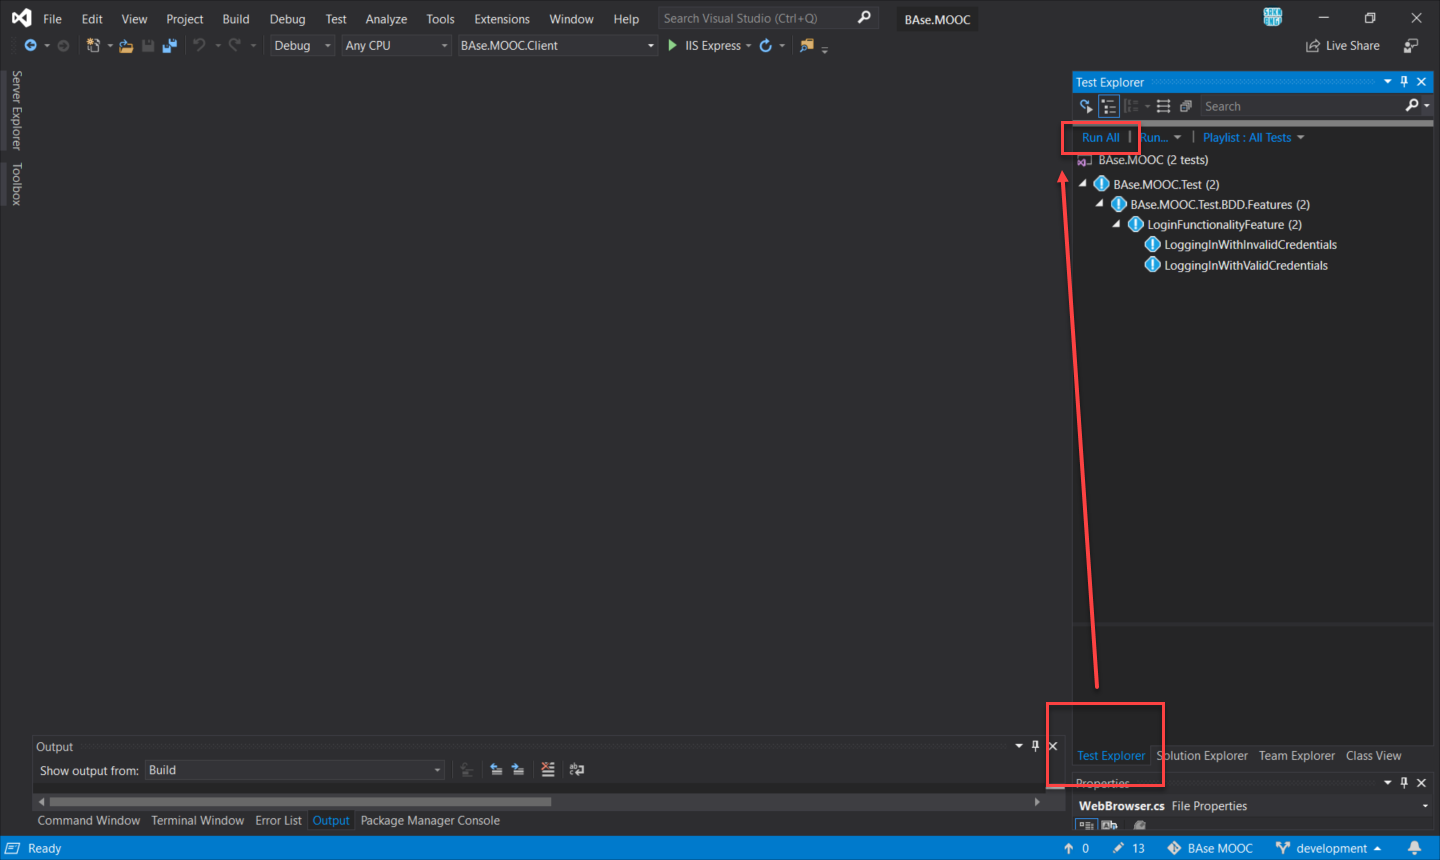 File Edit View Project Build Debug Test Analyze Tools Extensions Window Help Search Visual Studio (Ctrl+Q) BAse.MOOC
Debug Any CPU BAse.MOOC.Client IIS Express Live Share
Server Explorer
Toolbox
Test Explorer
Search
Run All | Run... | Playlist : All Tests
BAse.MOOC (2 tests)
BAse.MOOC.Test (2)
BAse.MOOC.Test.BDD.Features (2)
LoginFunctionalityFeature (2)
LoggingInWithInvalidCredentials
LoggingInWithValidCredentials
Test Explorer Solution Explorer Team Explorer Class View
Properties
WebBrowser.cs File Properties
Output
Show output from: Build
Command Window Terminal Window Error List Output Package Manager Console
Ready 0 13 BAse MOOC development